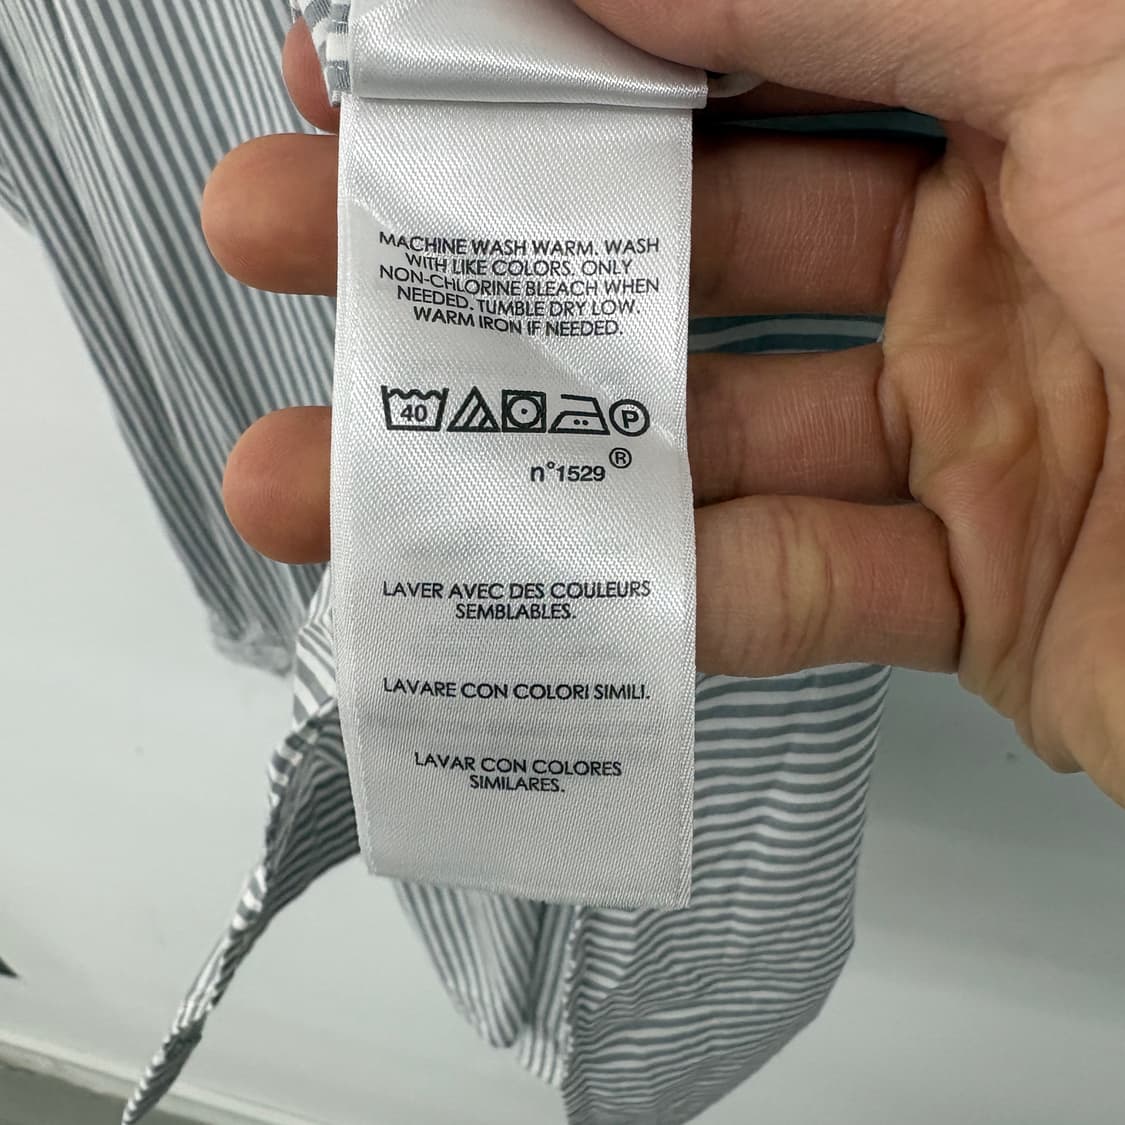 MACHINE WASH WARM. WASH
WITH LIKE COLORS. ONLY
NON-CHLORINE BLEACH WHEN
NEEDED. TUMBLE DRY LOW.
WARM IRON IF NEEDED.
40 P
n°1529®
LAVER AVEC DES COULEURS
SEMBLABLES.
LAVARE CON COLORI SIMILI.
LAVAR CON COLORES
SIMILARES.